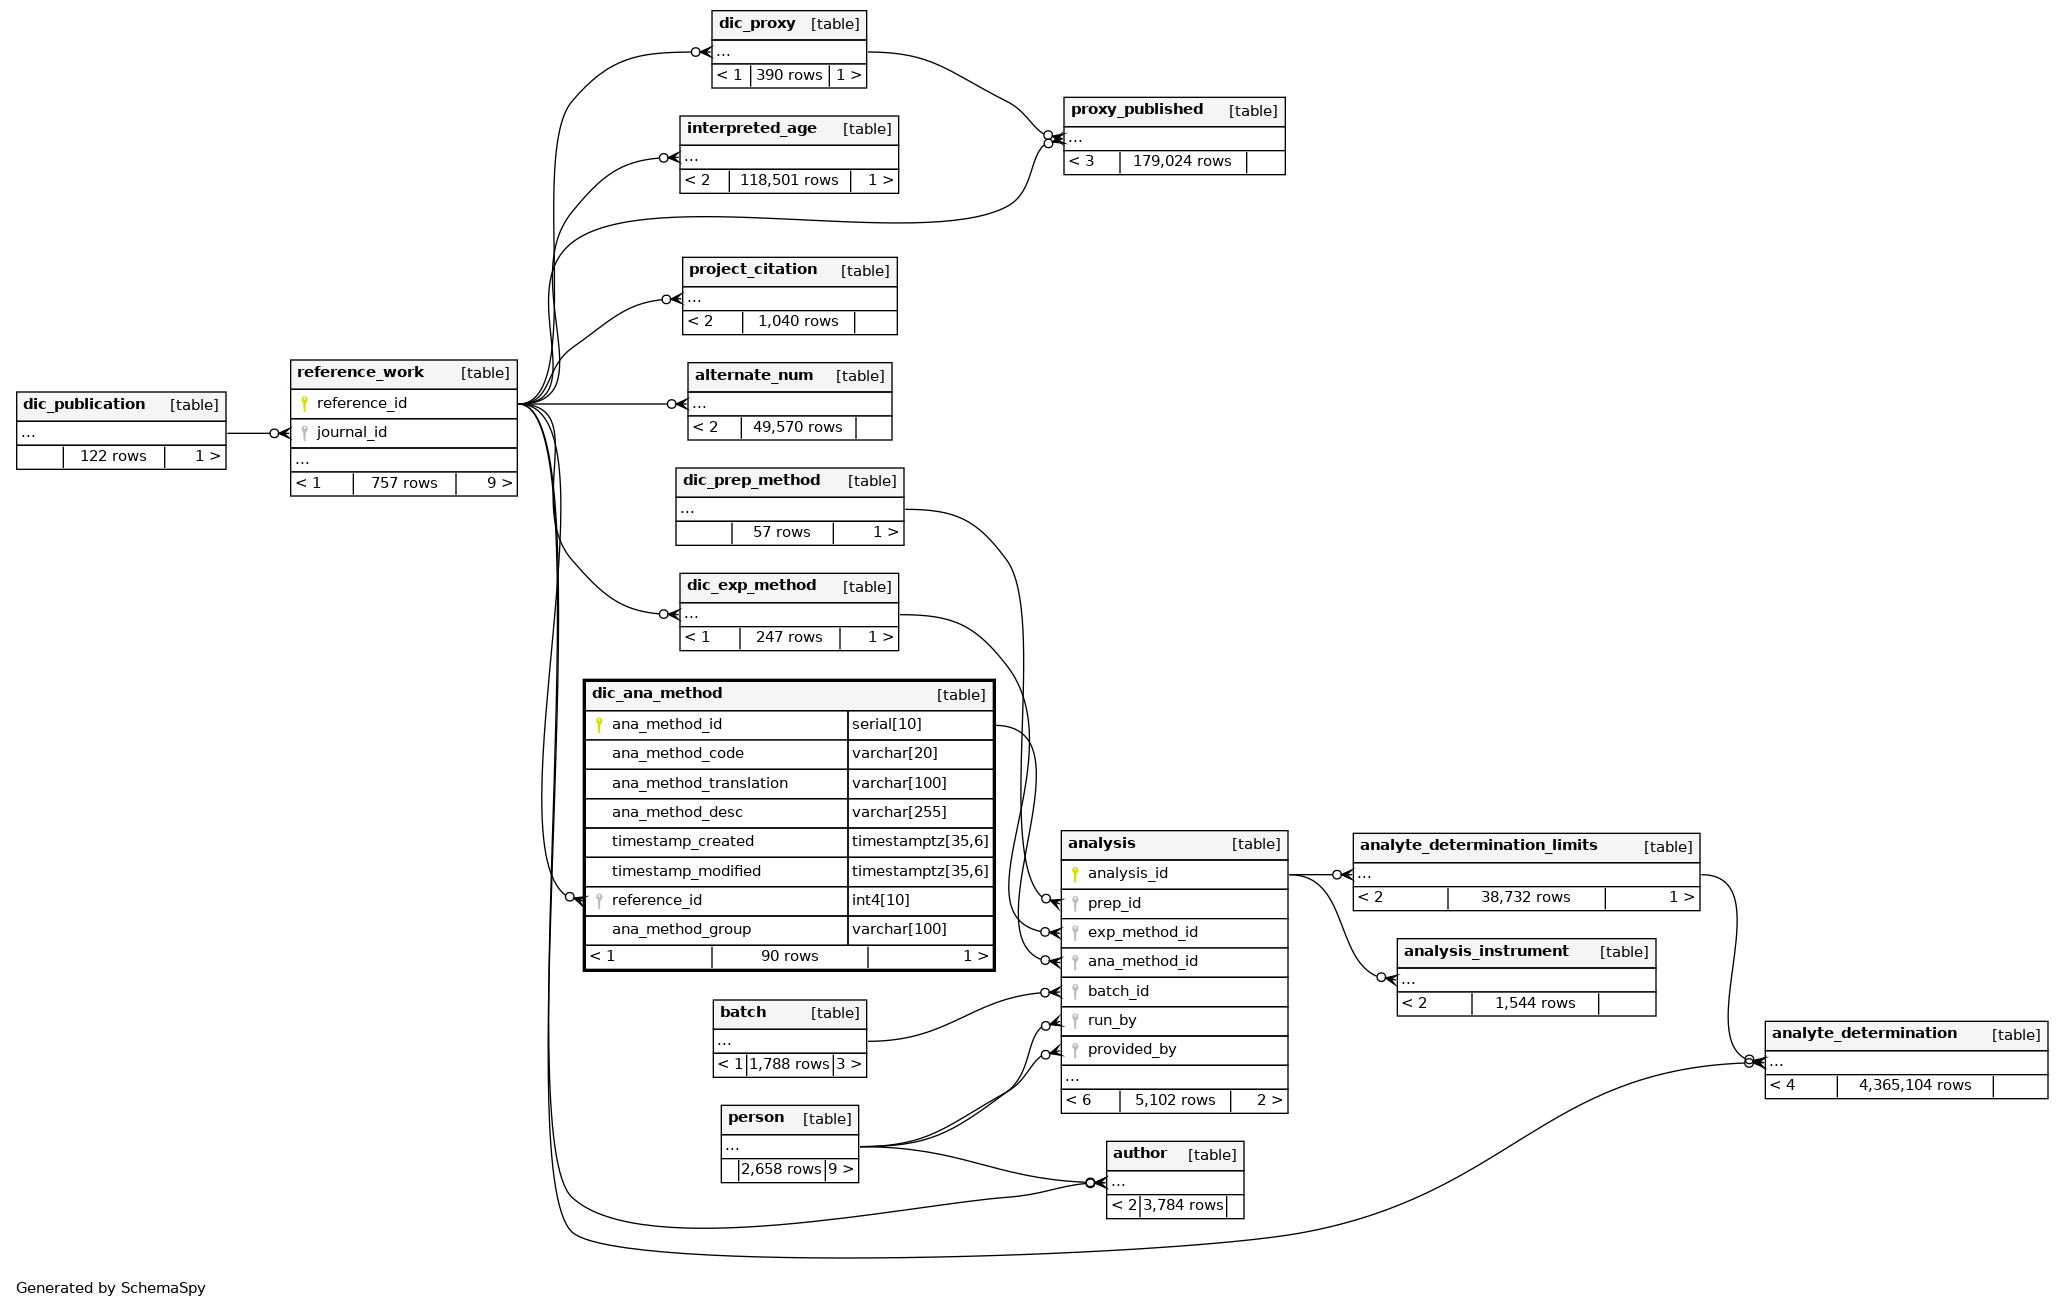 dic_proxy [table]
...
< 1 390 rows 1 >
proxy_published [table]
...
< 3 179,024 rows
interpreted_age [table]
...
< 2 118,501 rows 1 >
project_citation [table]
...
< 2 1,040 rows
reference_work [table]
reference_id
journal_id
...
< 1 757 rows 9 >
alternate_num [table]
...
< 2 49,570 rows
dic_publication [table]
...
122 rows 1 >
dic_prep_method [table]
...
57 rows 1 >
dic_exp_method [table]
...
< 1 247 rows 1 >
dic_ana_method [table]
ana_method_id serial[10]
ana_method_code varchar[20]
ana_method_translation varchar[100]
ana_method_desc varchar[255]
timestamp_created timestamptz[35,6]
timestamp_modified timestamptz[35,6]
reference_id int4[10]
ana_method_group varchar[100]
< 1 90 rows 1 >
analysis [table]
analysis_id
prep_id
exp_method_id
ana_method_id
batch_id
run_by
provided_by
...
< 6 5,102 rows 2 >
analyte_determination_limits [table]
...
< 2 38,732 rows 1 >
analysis_instrument [table]
...
< 2 1,544 rows
batch [table]
...
< 1 1,788 rows 3 >
analyte_determination [table]
...
< 4 4,365,104 rows
person [table]
...
2,658 rows 9 >
author [table]
...
< 2 3,784 rows
Generated by SchemaSpy